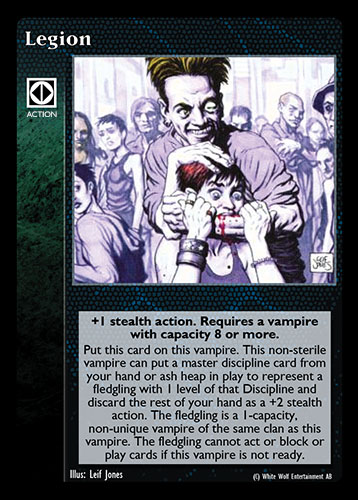 Legion
ACTION
LEIF
JONES
+1 stealth action. Requires a vampire
with capacity 8 or more.
Put this card on this vampire. This non-sterile
vampire can put a master discipline card from
your hand or ash heap in play to represent a
fledgling with 1 level of that Discipline and
discard the rest of your hand as a +2 stealth
action. The fledgling is a 1-capacity,
non-unique vampire of the same clan as this
vampire. The fledgling cannot act or block or
play cards if this vampire is not ready.
Illus: Leif Jones
(C) White Wolf Entertainment AB